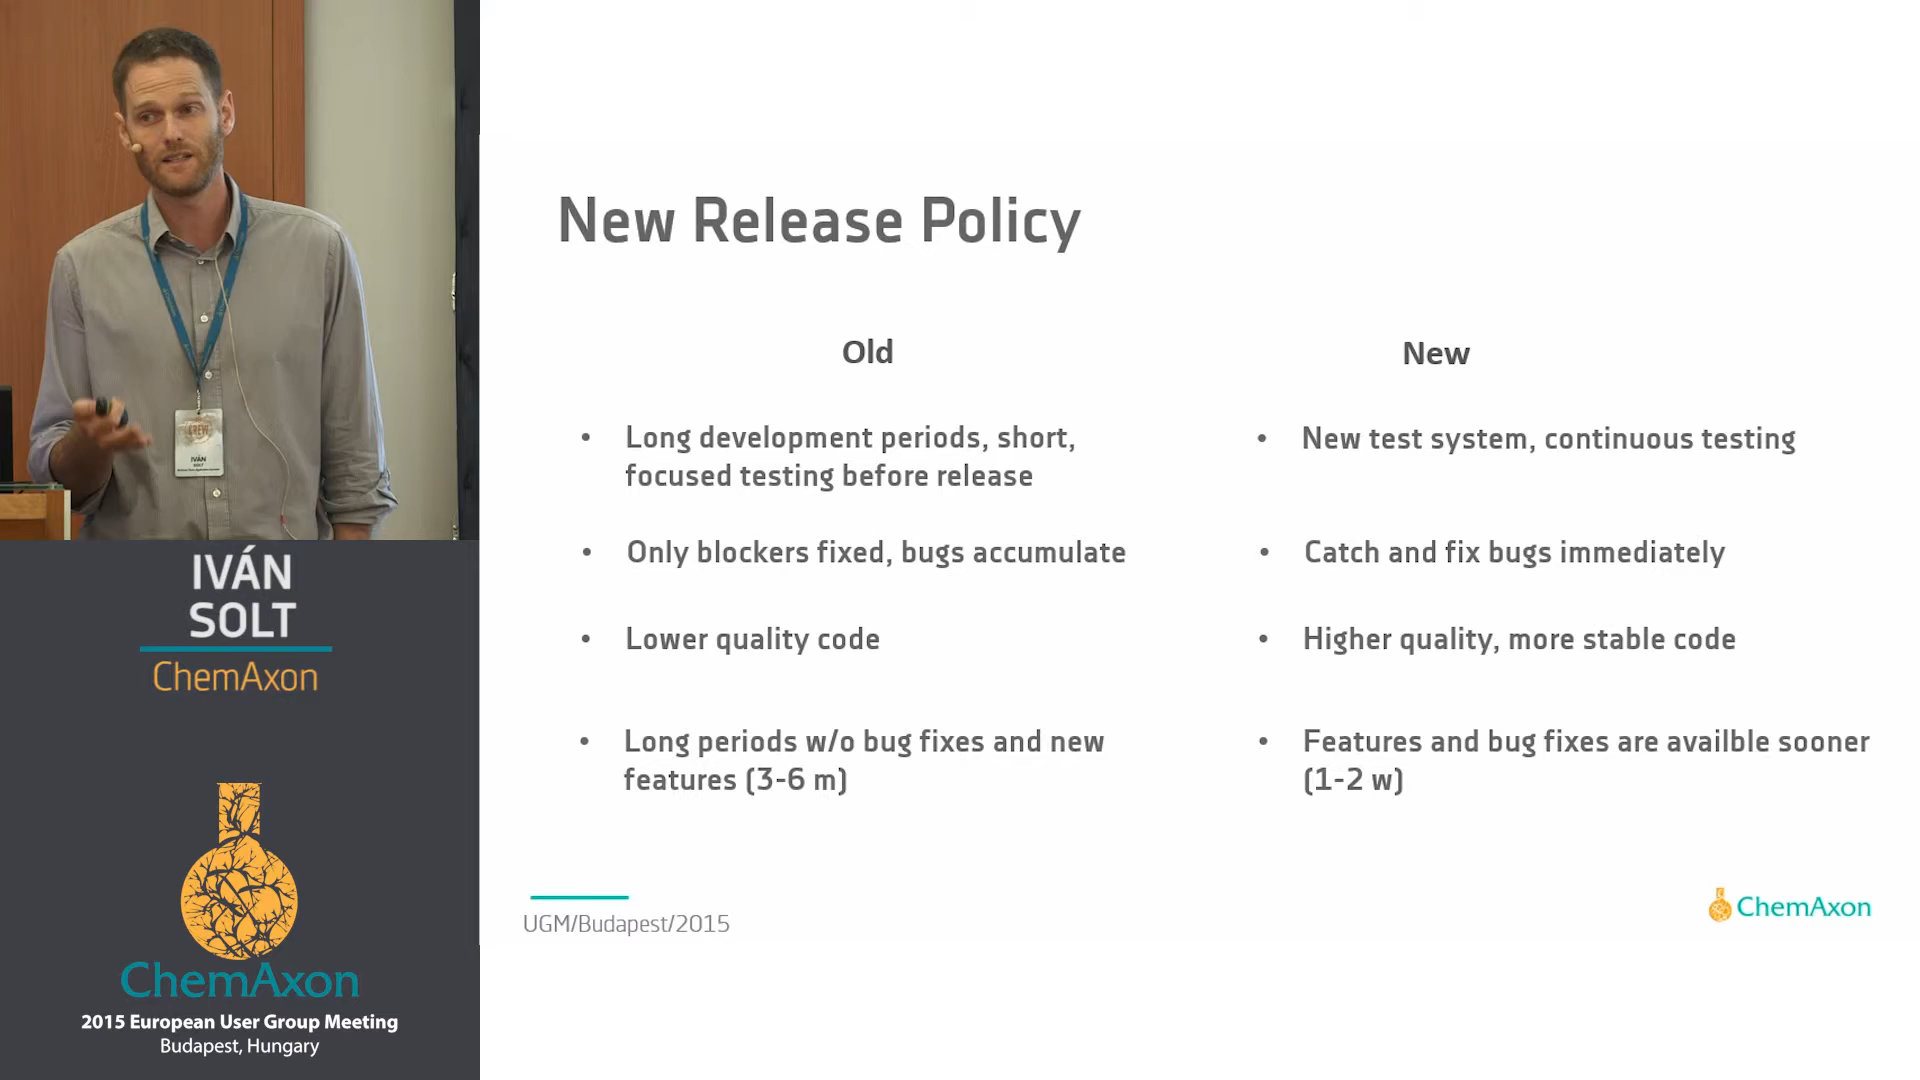 CREW
IVÁN
SOLT
IVÁN
SOLT
ChemAxon
ChemAxon
2015 European User Group Meeting
Budapest, Hungary
New Release Policy
Old
• Long development periods, short,
focused testing before release
• Only blockers fixed, bugs accumulate
• Lower quality code
• Long periods w/o bug fixes and new
features (3-6 m)
New
• New test system, continuous testing
• Catch and fix bugs immediately
• Higher quality, more stable code
• Features and bug fixes are availble sooner
(1-2 w)
UGM/Budapest/2015
ChemAxon